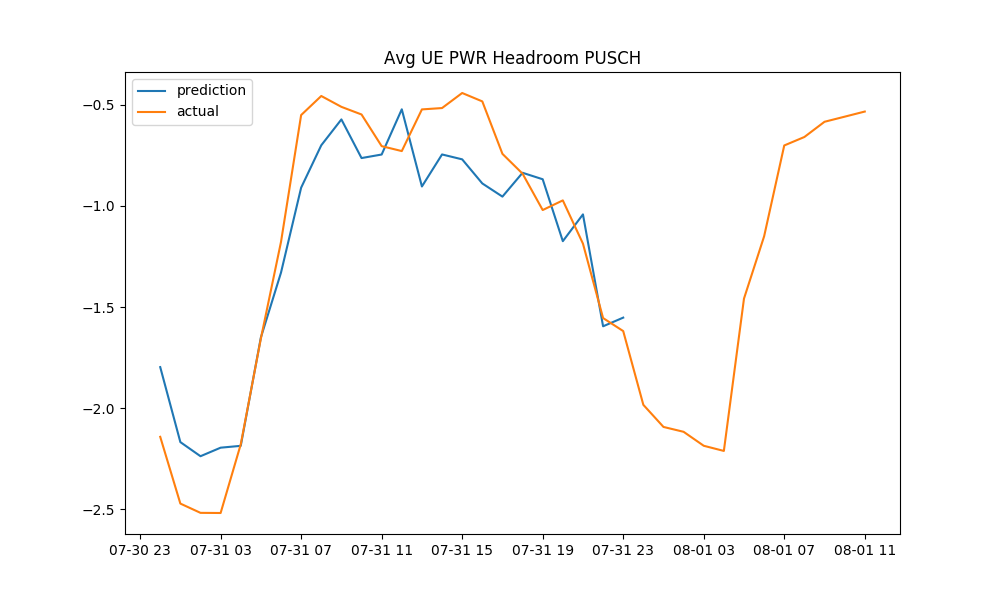 Avg UE PWR Headroom PUSCH
prediction
actual
−0.5
−1.0
−1.5
−2.0
−2.5
07-30 23 07-31 03 07-31 07 07-31 11 07-31 15 07-31 19 07-31 23 08-01 03 08-01 07 08-01 11